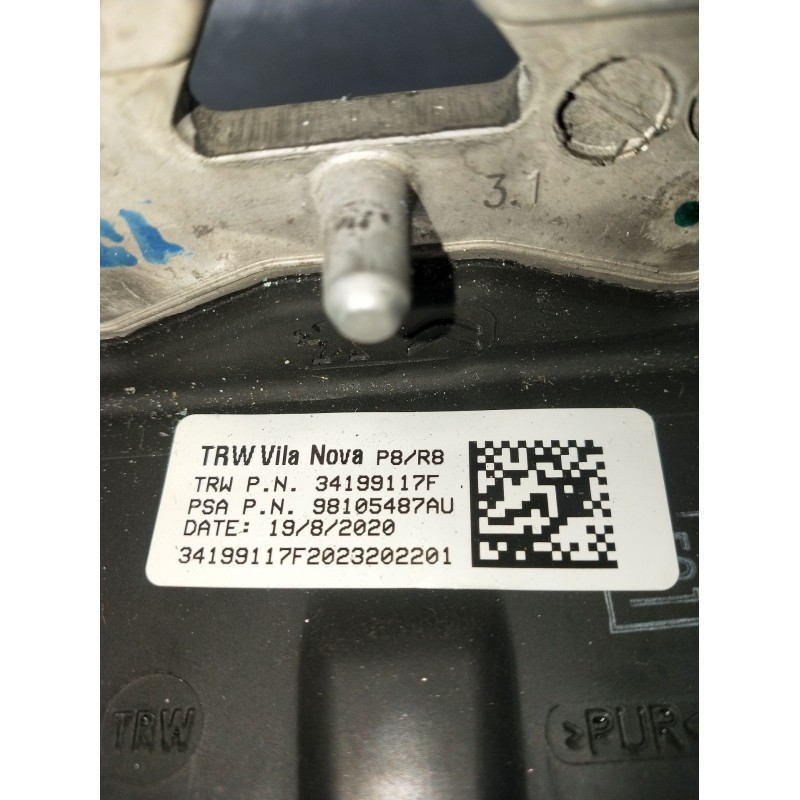 3.1
TRW Vila Nova P8/R8
TRW P.N. 34199117F
PSA P.N. 98105487AU
DATE: 19/8/2020
34199117F2023202201
TRW
>PUR<